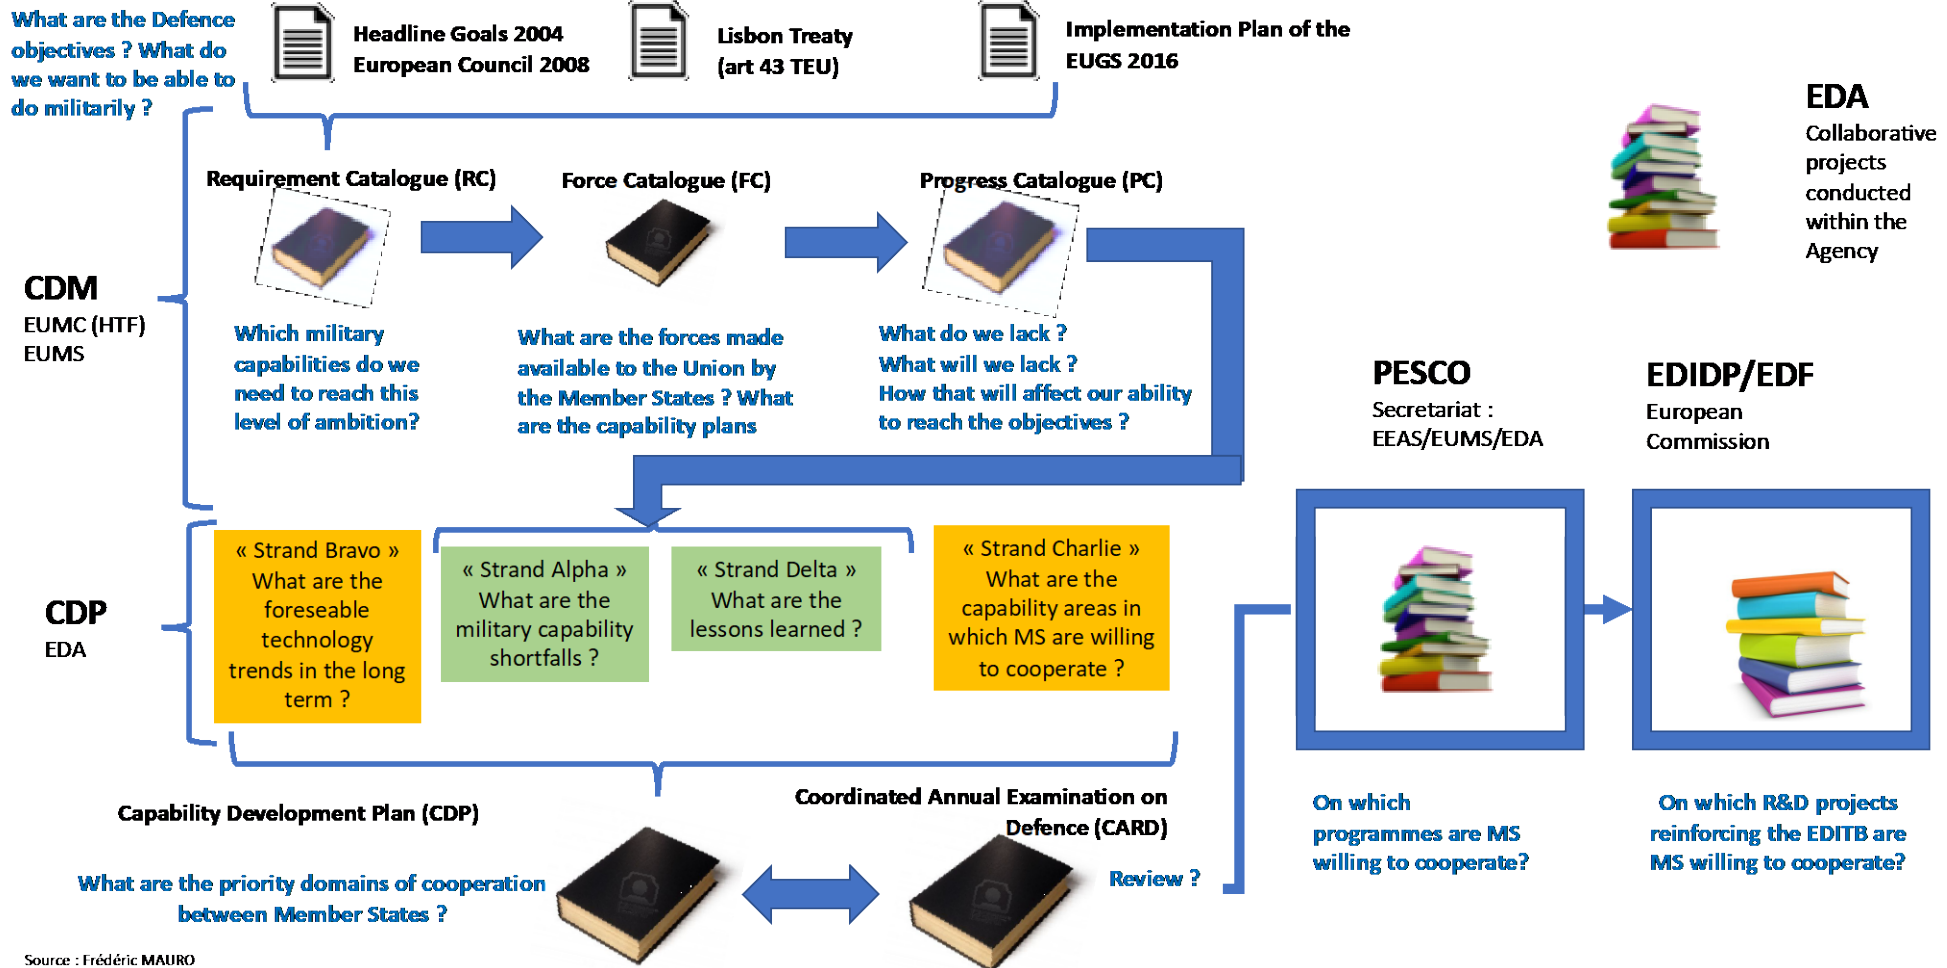 What are the Defence
objectives ? What do
we want to be able to
do militarily ?
Headline Goals 2004
European Council 2008
Lisbon Treaty
(art 43 TEU)
Implementation Plan of the
EUGS 2016
EDA
Collaborative
projects
conducted
within the
Agency
Requirement Catalogue (RC)
Force Catalogue (FC)
Progress Catalogue (PC)
CDM
EUMC (HTF)
EUMS
Which military
capabilities do we
need to reach this
level of ambition?
What are the forces made
available to the Union by
the Member States ? What
are the capability plans
What do we lack ?
What will we lack ?
How that will affect our ability
to reach the objectives ?
PESCO
Secretariat :
EEAS/EUMS/EDA
EDIDP/EDF
European
Commission
CDP
EDA
« Strand Bravo »
What are the
foreseable
technology
trends in the long
term ?
« Strand Alpha »
What are the
military capability
shortfalls ?
« Strand Delta »
What are the
lessons learned ?
« Strand Charlie »
What are the
capability areas in
which MS are willing
to cooperate ?
Capability Development Plan (CDP)
What are the priority domains of cooperation
between Member States ?
Coordinated Annual Examination on
Defence (CARD)
Review ?
On which
programmes are MS
willing to cooperate?
On which R&D projects
reinforcing the EDITB are
MS willing to cooperate?
Source : Frédéric MAURO